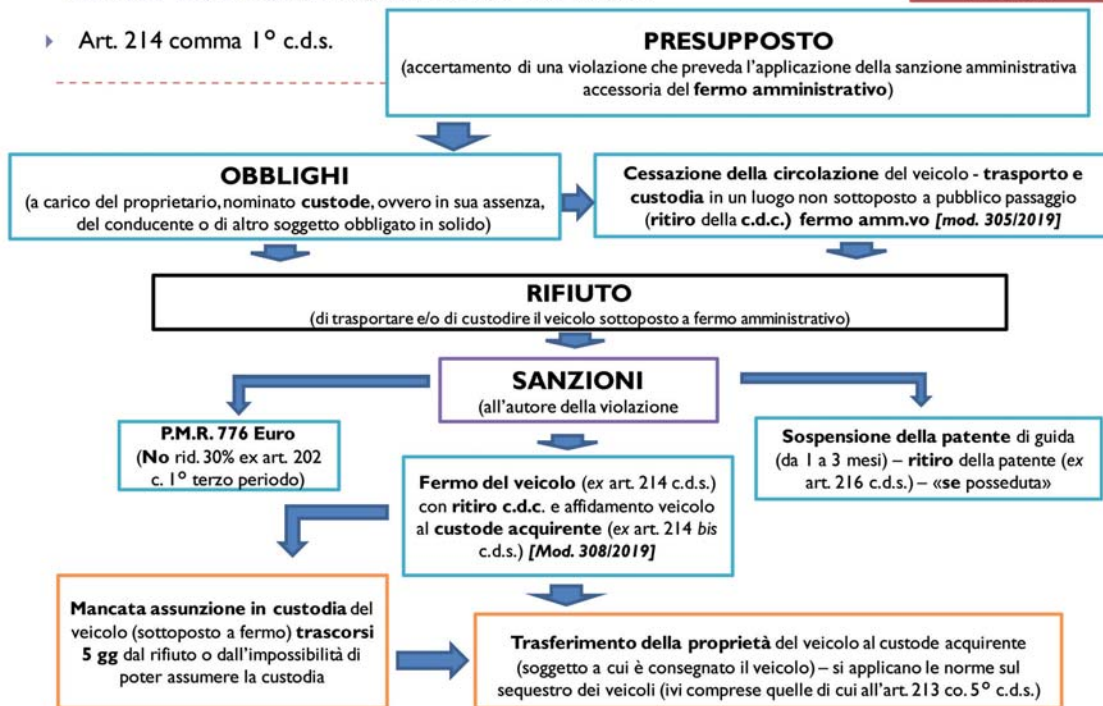 Art. 214 comma 1° c.d.s.
PRESUPPOSTO
(accertamento di una violazione che preveda l'applicazione della sanzione amministrativa
accessoria del fermo amministrativo)
OBBLIGHI
(a carico del proprietario, nominato custode, ovvero in sua assenza,
del conducente o di altro soggetto obbligato in solido)
Cessazione della circolazione del veicolo - trasporto e
custodia in un luogo non sottoposto a pubblico passaggio
(ritiro della c.d.c.) fermo amm.vo [mod. 305/2019]
RIFIUTO
(di trasportare e/o di custodire il veicolo sottoposto a fermo amministrativo)
SANZIONI
(all'autore della violazione
P.M.R. 776 Euro
(No rid. 30% ex art. 202
c. 1° terzo periodo)
Fermo del veicolo (ex art. 214 c.d.s.)
con ritiro c.d.c. e affidamento veicolo
al custode acquirente (ex art. 214 bis
c.d.s.) [Mod. 308/2019]
Sospensione della patente di guida
(da 1 a 3 mesi) – ritiro della patente (ex
art. 216 c.d.s.) – «se posseduta»
Mancata assunzione in custodia del
veicolo (sottoposto a fermo) trascorsi
5 gg dal rifiuto o dall'impossibilità di
poter assumere la custodia
Trasferimento della proprietà del veicolo al custode acquirente
(soggetto a cui è consegnato il veicolo) – si applicano le norme sul
sequestro dei veicoli (ivi comprese quelle di cui all'art. 213 co. 5° c.d.s.)